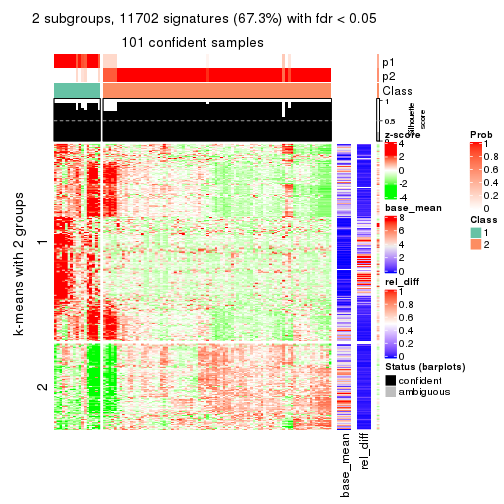 2 subgroups, 11702 signatures (67.3%) with fdr < 0.05
101 confident samples
p1
p2
Class
1
0.5
0
Silhouette
score
k-means with 2 groups
1
2
base_mean
rel_diff
z-score
4
2
0
-2
-4
base_mean
8
6
4
2
0
rel_diff
1
0.8
0.6
0.4
0.2
0
Status (barplots)
confident
ambiguous
Prob
1
0.8
0.6
0.4
0.2
0
Class
1
2